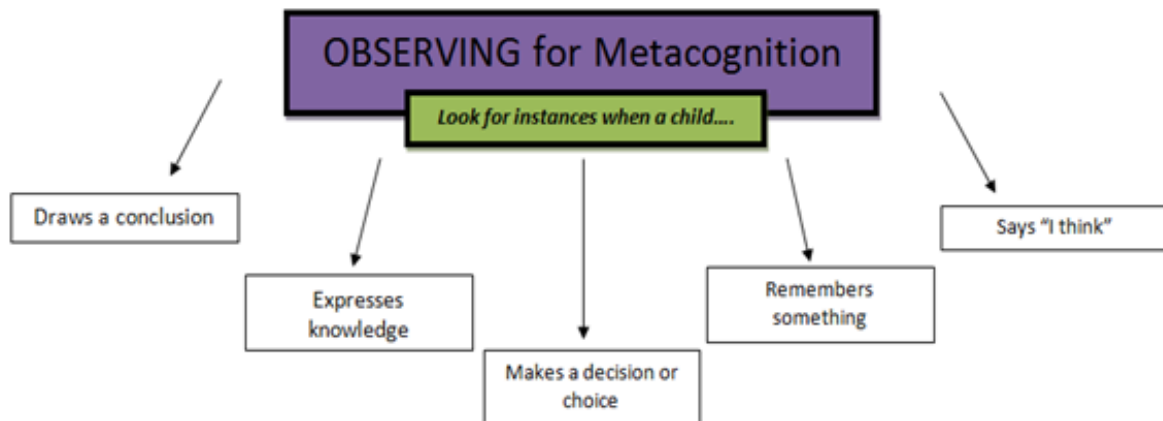 OBSERVING for Metacognition
Look for instances when a child....
Draws a conclusion
Expresses
knowledge
Makes a decision or
choice
Remembers
something
Says “I think”